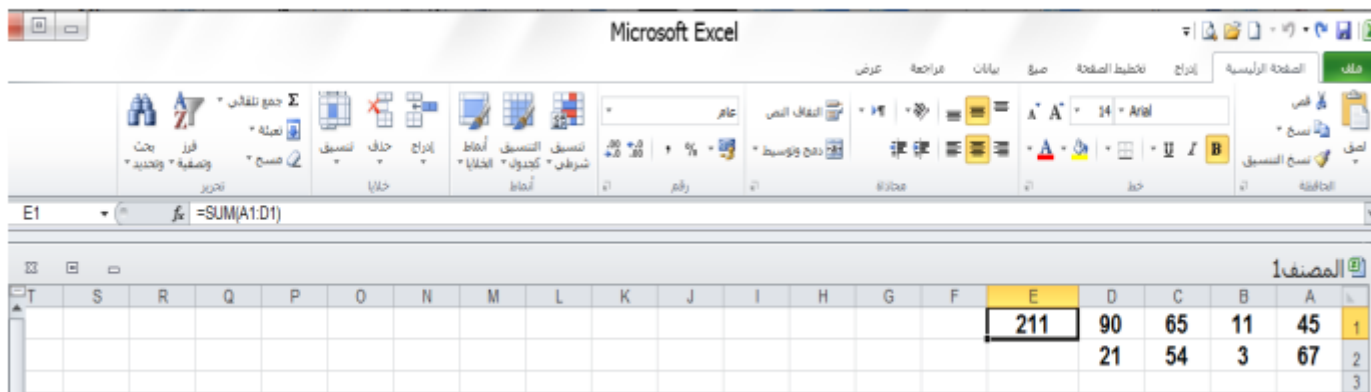 Microsoft Excel
ملف الصفحة الرئيسية إدراج تخطيط الصفحة صيغ بيانات مراجعة عرض
قص Arial 14 التفاف النص عام إدراج حذف تنسيق Σ جمع تلقائي
لصق نسخ تنسيق شرطي التنسيق كجدول أنماط الخلايا تعبئة فرز وتصفية بحث وتحديد
نسخ التنسيق B I U A دمج وتوسيط % مسح
الحافظة خط محاذاة رقم أنماط خلايا تحرير
E1 fx =SUM(A1:D1)
المصنف1
A B C D E F G H I J K L M N O P Q R S T
1 45 11 65 90 211
2 67 3 54 21
3